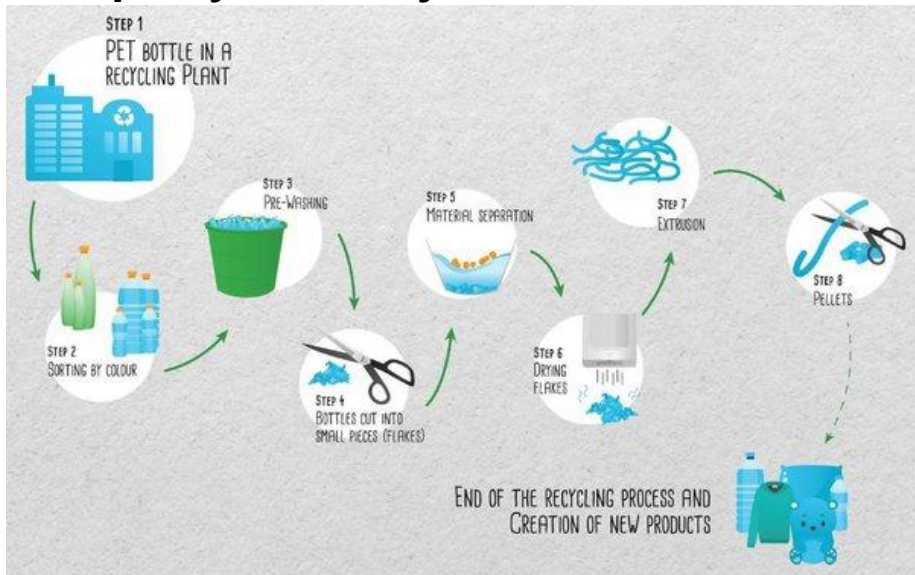 STEP 1
PET BOTTLE IN A
RECYCLING PLANT
STEP 2
SORTING BY COLOUR
STEP 3
PRE-WASHING
STEP 4
BOTTLES CUT INTO
SMALL PIECES (FLAKES)
STEP 5
MATERIAL SEPARATION
STEP 6
DRYING
FLAKES
STEP 7
EXTRUSION
STEP 8
PELLETS
END OF THE RECYCLING PROCESS AND
CREATION OF NEW PRODUCTS